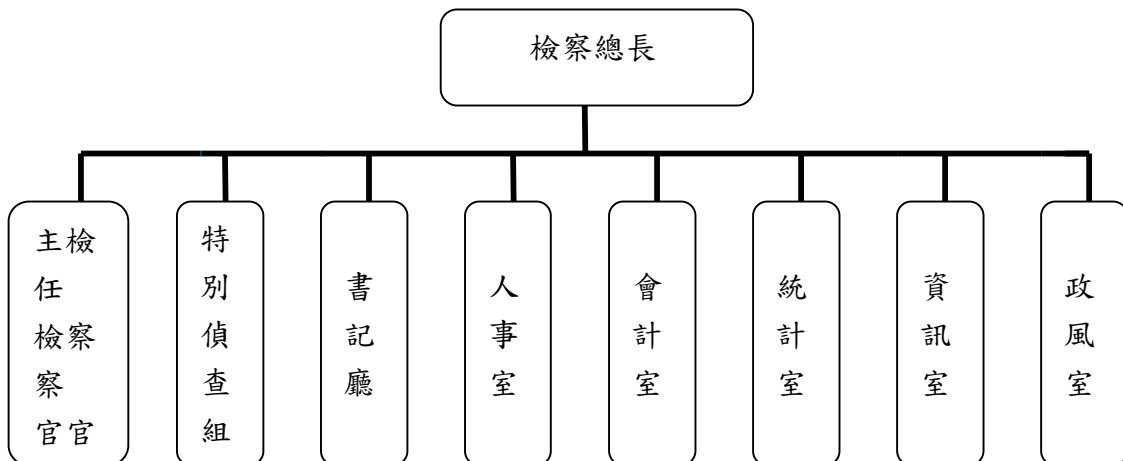 檢察總長
主任檢察官
檢察官
特別偵查組
書記廳
人事室
會計室
統計室
資訊室
政風室